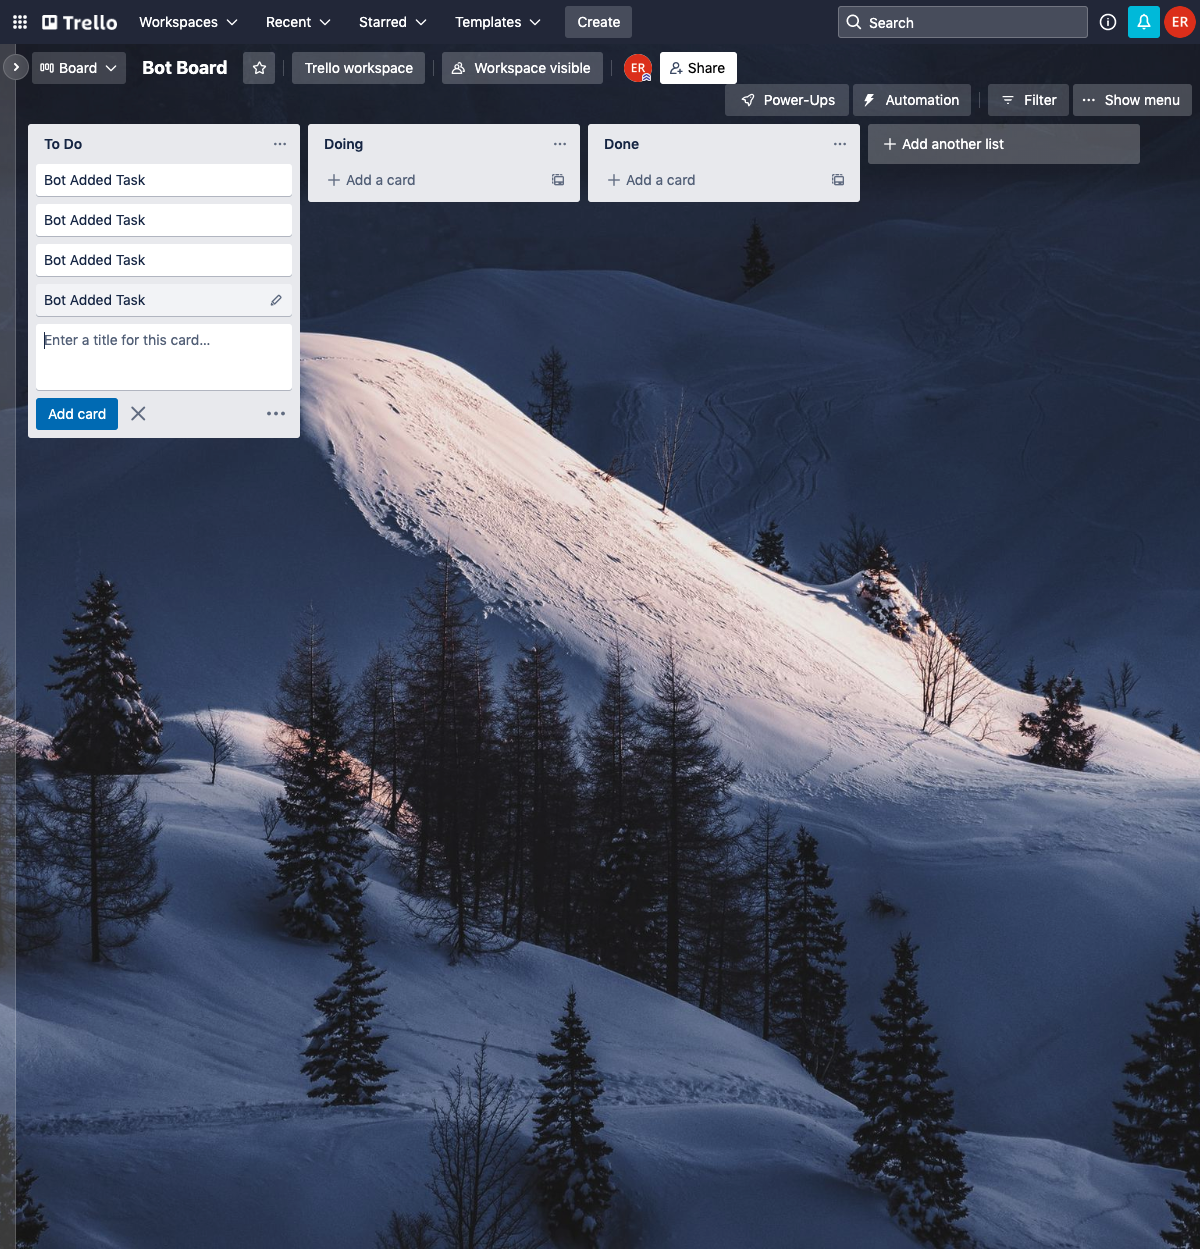 Trello Workspaces Recent Starred Templates Create Search ER
Board Bot Board Trello workspace Workspace visible ER Share
Power-Ups Automation Filter Show menu
To Do
Bot Added Task
Bot Added Task
Bot Added Task
Bot Added Task
Enter a title for this card...
Add card
Doing
Add a card
Done
Add a card
Add another list